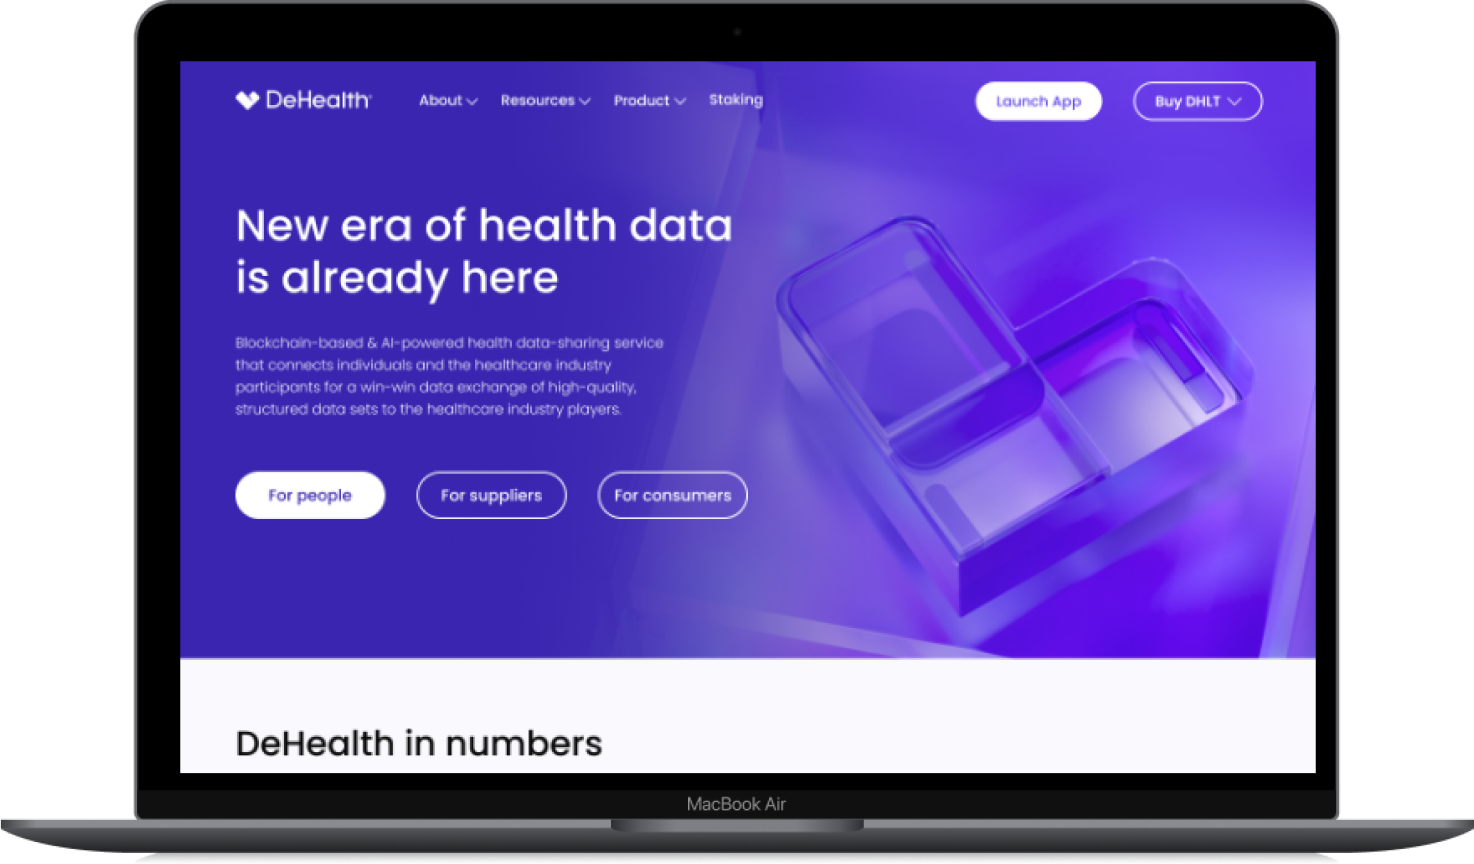 DeHealth
About
Resources
Product
Staking
Launch App
Buy DHLT
New era of health data
is already here
Blockchain-based & AI-powered health data-sharing service
that connects individuals and the healthcare industry
participants for a win-win data exchange of high-quality,
structured data sets to the healthcare industry players.
For people
For suppliers
For consumers
DeHealth in numbers
MacBook Air